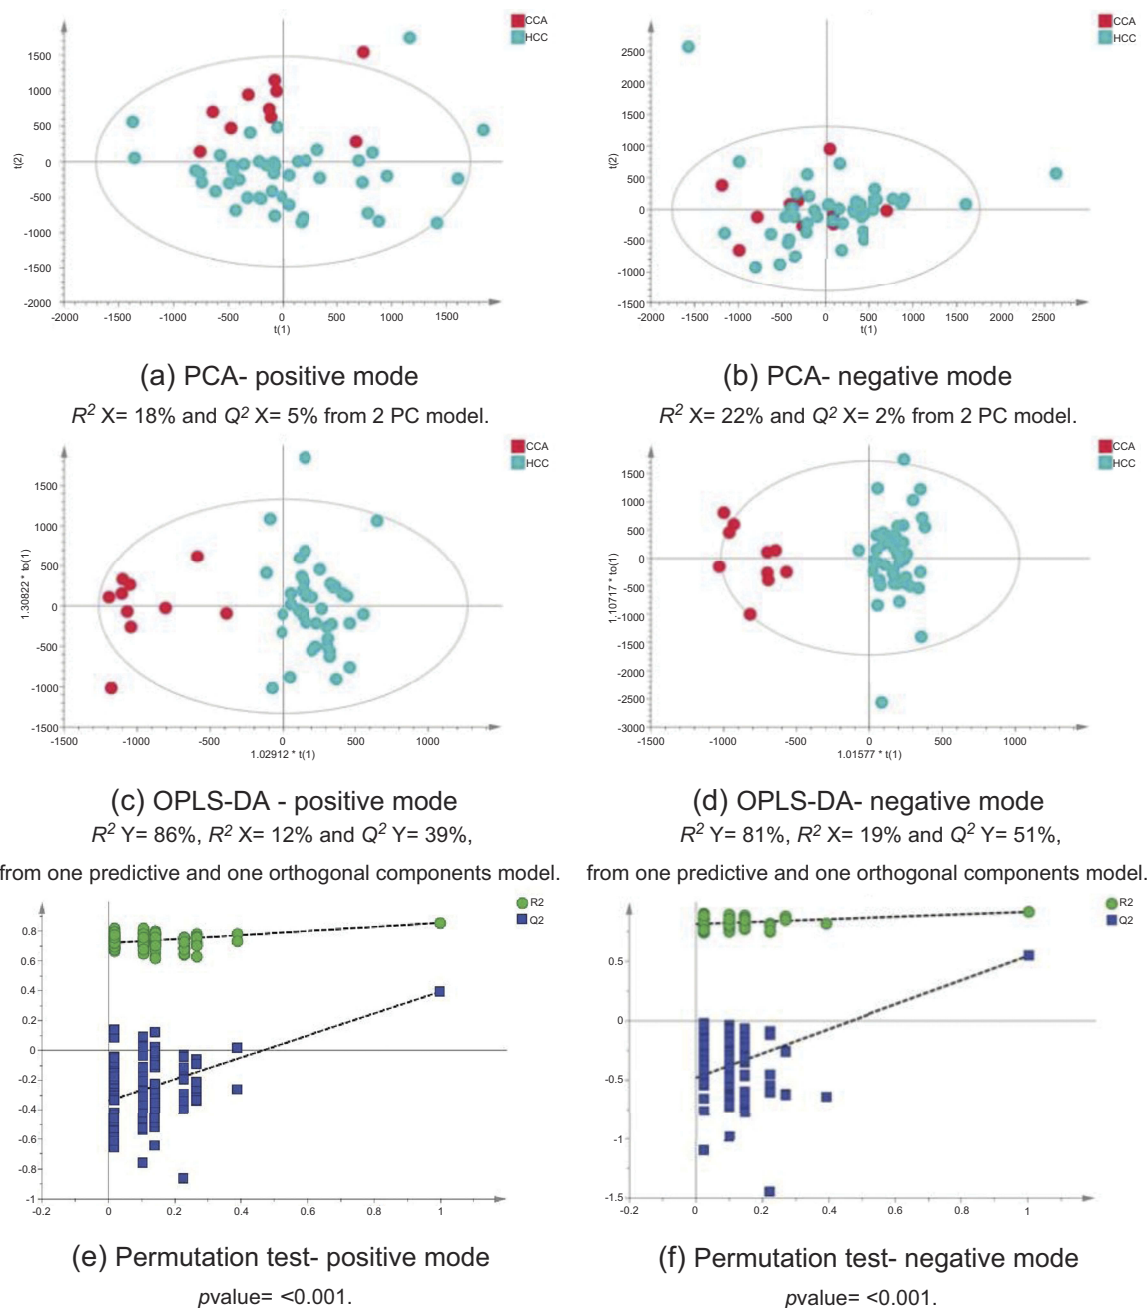 CCA
HCC
1500
1000
500
0
-500
-1000
-1500
-2000
t(2)
-2000 -1500 -1000 -500 0 500 1000 1500
t(1)
CCA
HCC
2500
2000
1500
1000
500
0
-500
-1000
-1500
t(2)
-2000 -1500 -1000 -500 0 500 1000 1500 2000 2500
t(1)
(a) PCA- positive mode
R² X= 18% and Q² X= 5% from 2 PC model.
(b) PCA- negative mode
R² X= 22% and Q² X= 2% from 2 PC model.
CCA
HCC
1500
1000
500
0
-500
-1000
-1500
1.30822 * to(1)
-1500 -1000 -500 0 500 1000
1.02912 * t(1)
CCA
HCC
1500
1000
500
0
-500
-1000
-1500
-2000
2500
-3000
1.10717 * to(1)
-1500 -1000 -500 0 500 1000
1.01577 * t(1)
(c) OPLS-DA - positive mode
R² Y= 86%, R² X= 12% and Q² Y= 39%,
from one predictive and one orthogonal components model.
(d) OPLS-DA- negative mode
R² Y= 81%, R² X= 19% and Q² Y= 51%,
from one predictive and one orthogonal components model.
R2
Q2
0.8
0.6
0.4
0.2
0
-0.2
-0.4
-0.6
-0.8
-1
-0.2 0 0.2 0.4 0.6 0.8 1
R2
Q2
0.5
0
-0.5
-1
-1.5
-0.2 0 0.2 0.4 0.6 0.8 1
(e) Permutation test- positive mode
pvalue= <0.001.
(f) Permutation test- negative mode
pvalue= <0.001.